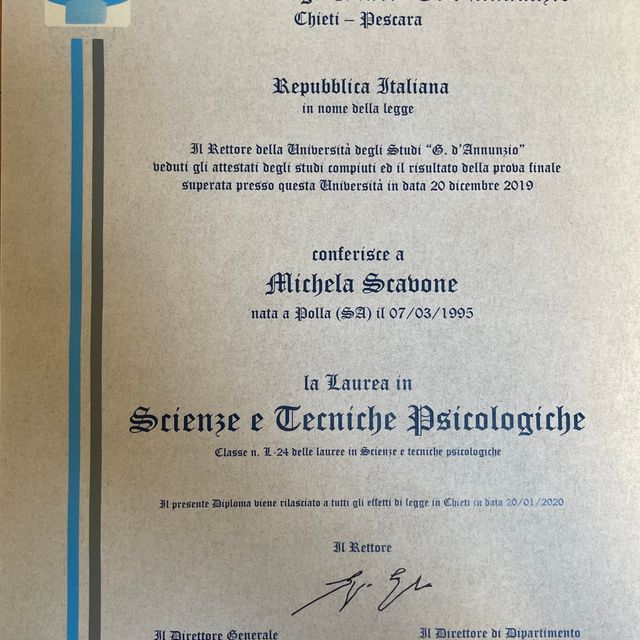 Chieti – Pescara
Repubblica Italiana
in nome della legge
Il Rettore della Università degli Studi "G. d'Annunzio"
veduti gli attestati degli studi compiuti ed il risultato della prova finale
superata presso questa Università in data 20 dicembre 2019
conferisce a
Michela Scavone
nata a Polla (SA) il 07/03/1995
la Laurea in
Scienze e Tecniche Psicologiche
Classe n. L-24 delle lauree in Scienze e tecniche psicologiche
Il presente Diploma viene rilasciato a tutti gli effetti di legge in Chieti in data 20/01/2020
Il Rettore
Il Direttore Generale
Il Direttore di Dipartimento